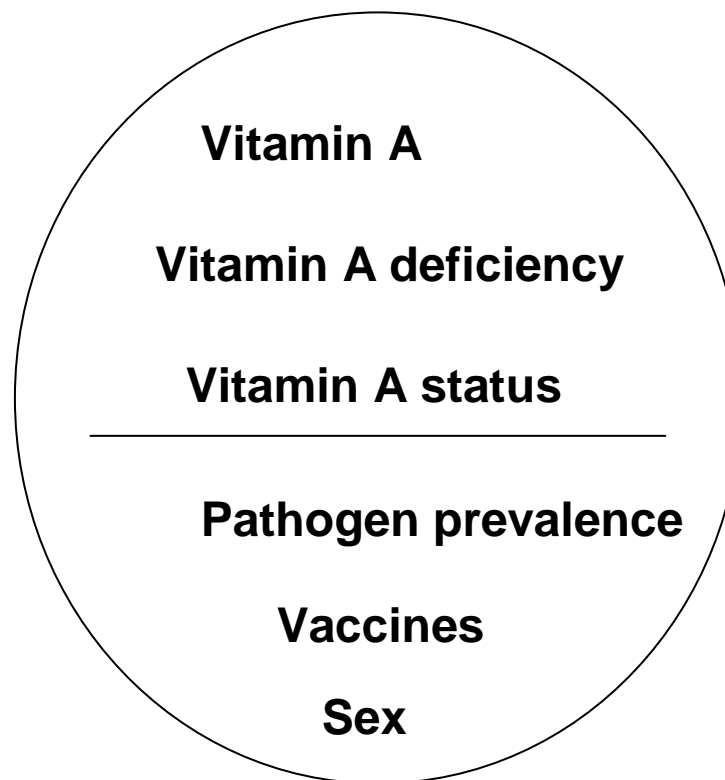 Vitamin A
Vitamin A deficiency
Vitamin A status
Pathogen prevalence
Vaccines
Sex